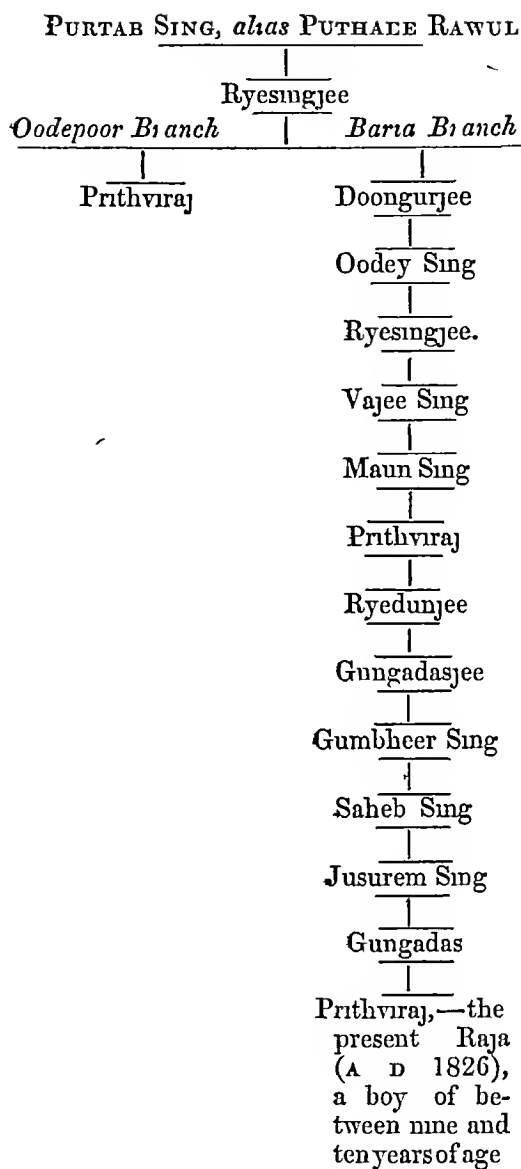 PURTAB SING, alias PUTHALE RAWUL
Ryesingjee
Oodepoor Branch Baria Branch
Prithviraj Doongurjee
Oodey Sing
Ryesingjee.
Vajee Sing
Maun Sing
Prithviraj
Ryedunjee
Gungadasjee
Gumbheer Sing
Saheb Sing
Jusurem Sing
Gungadas
Prithviraj,—the
present Raja
(A D 1826),
a boy of be-
tween nine and
ten years of age